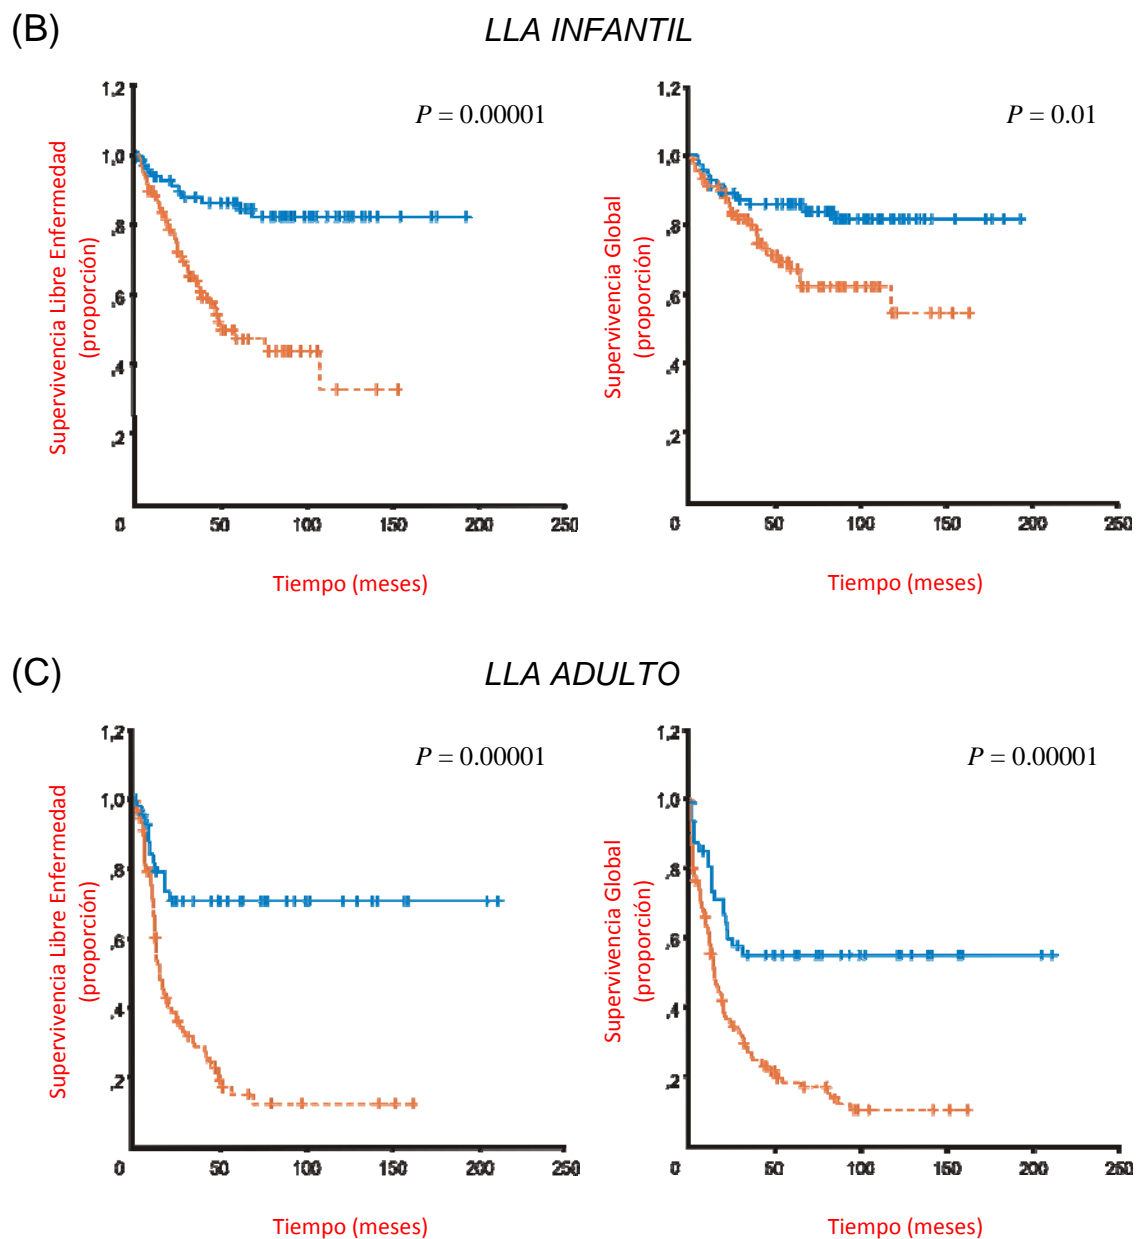 (B)
LLA INFANTIL
P = 0.00001
Supervivencia Libre Enfermedad
(proporción)
1,2
1,0
,8
,6
,4
,2
0
50
100
150
200
250
Tiempo (meses)
P = 0.01
Supervivencia Global
(proporción)
1,2
1,0
,8
,6
,4
,2
0
50
100
150
200
250
Tiempo (meses)
(C)
LLA ADULTO
P = 0.00001
Supervivencia Libre Enfermedad
(proporción)
1,2
1,0
,8
,6
,4
,2
0
50
100
150
200
250
Tiempo (meses)
P = 0.00001
Supervivencia Global
(proporción)
1,2
1,0
,8
,6
,4
,2
0
50
100
150
200
250
Tiempo (meses)